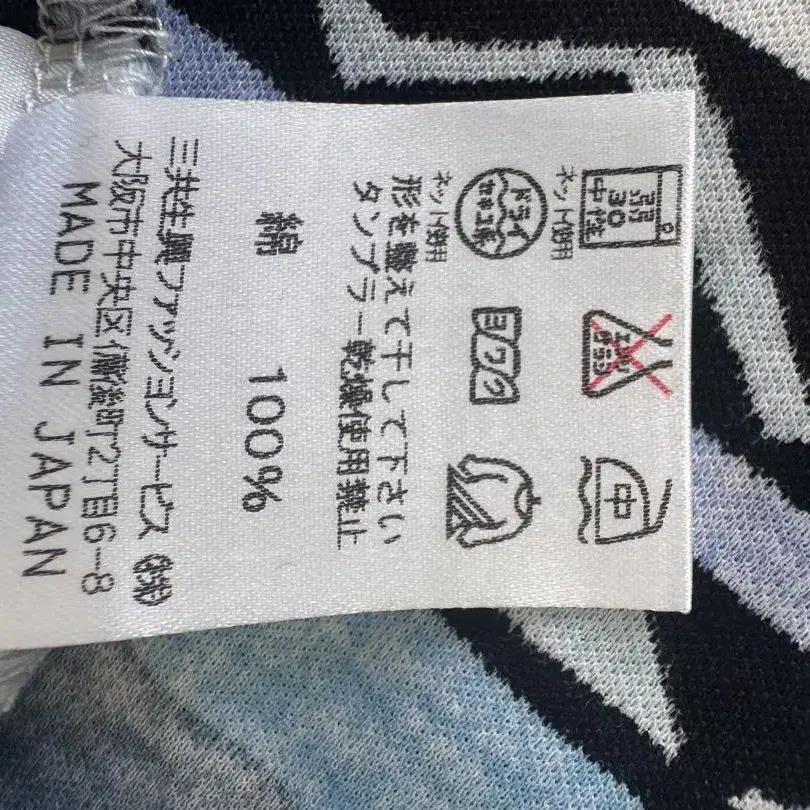 弱
30
中性
エンソ
サラシ
中
ネット使用
ドライ
セキユ系
ヨワク
ネット使用
形を整えて干して下さい
タンブラー乾燥使用禁止
綿 100%
三共生興ファッションサービス ㈱
大阪市中央区備後町2丁目6-8
MADE IN JAPAN